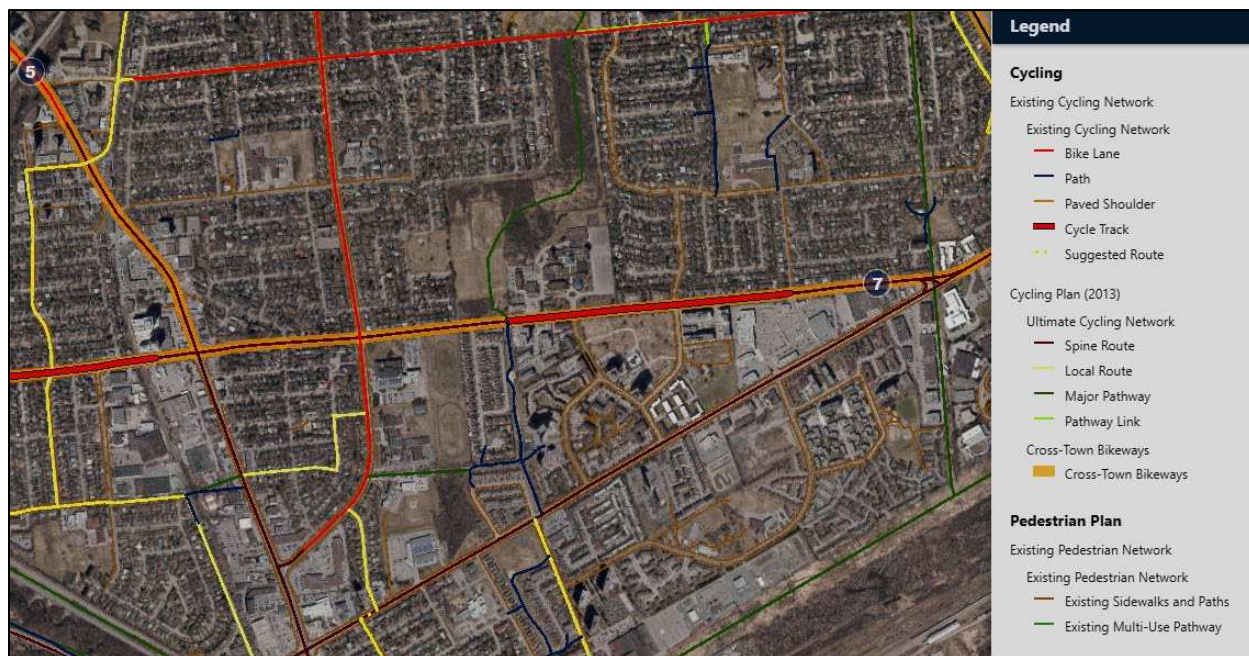 5
7
Legend
Cycling
Existing Cycling Network
Existing Cycling Network
Bike Lane
Path
Paved Shoulder
Cycle Track
Suggested Route
Cycling Plan (2013)
Ultimate Cycling Network
Spine Route
Local Route
Major Pathway
Pathway Link
Cross-Town Bikeways
Cross-Town Bikeways
Pedestrian Plan
Existing Pedestrian Network
Existing Pedestrian Network
Existing Sidewalks and Paths
Existing Multi-Use Pathway